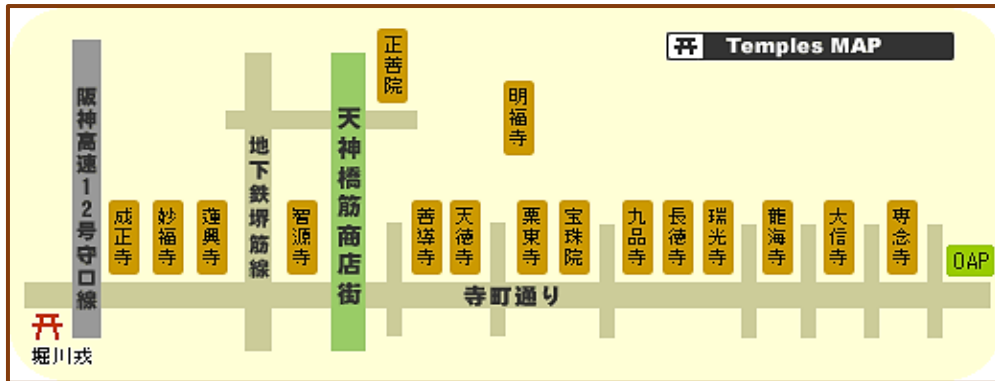 Temples MAP
正善院
明福寺
阪神高速12号守口線
地下鉄堺筋線
天神橋筋商店街
成正寺
妙福寺
蓮興寺
智源寺
善導寺
天徳寺
栗東寺
宝珠院
九品寺
長徳寺
瑞光寺
龍海寺
大信寺
専念寺
OAP
寺町通り
堀川戎